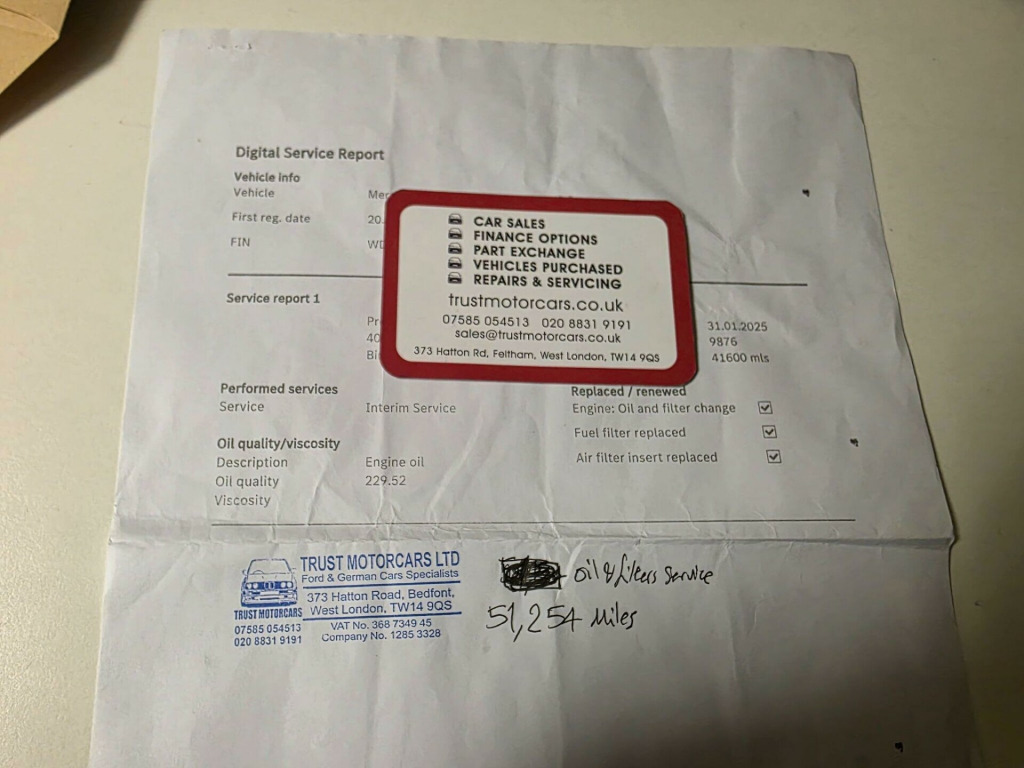 Digital Service Report
Vehicle info
Vehicle Mer
First reg. date 20.
FIN WD
CAR SALES
FINANCE OPTIONS
PART EXCHANGE
VEHICLES PURCHASED
REPAIRS & SERVICING
trustmotorcars.co.uk
07585 054513 020 8831 9191
sales@trustmotorcars.co.uk
373 Hatton Rd, Feltham, West London, TW14 9QS
Service report 1
Pr 31.01.2025
40 9876
Bi 41600 mls
Performed services
Service Interim Service
Oil quality/viscosity
Description Engine oil
Oil quality 229.52
Viscosity
Replaced / renewed
Engine: Oil and filter change
Fuel filter replaced
Air filter insert replaced
TRUST MOTORCARS LTD
Ford & German Cars Specialists
373 Hatton Road, Bedfont,
West London, TW14 9QS
VAT No. 368 7349 45
Company No. 1285 3328
TRUST MOTORCARS
07585 054513
020 8831 9191
Oil & filters Service
51,254 Miles